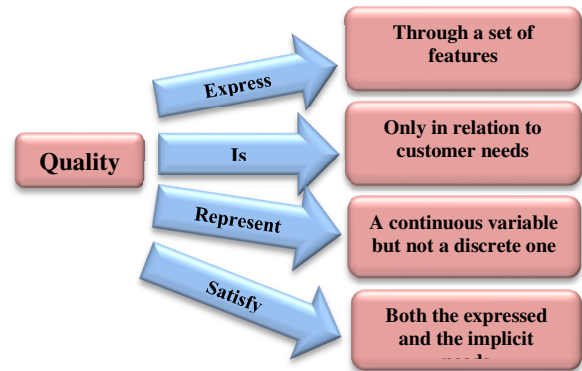 Quality
Express
Through a set of
features
Is
Only in relation to
customer needs
Represent
A continuous variable
but not a discrete one
Satisfy
Both the expressed
and the implicit
needs